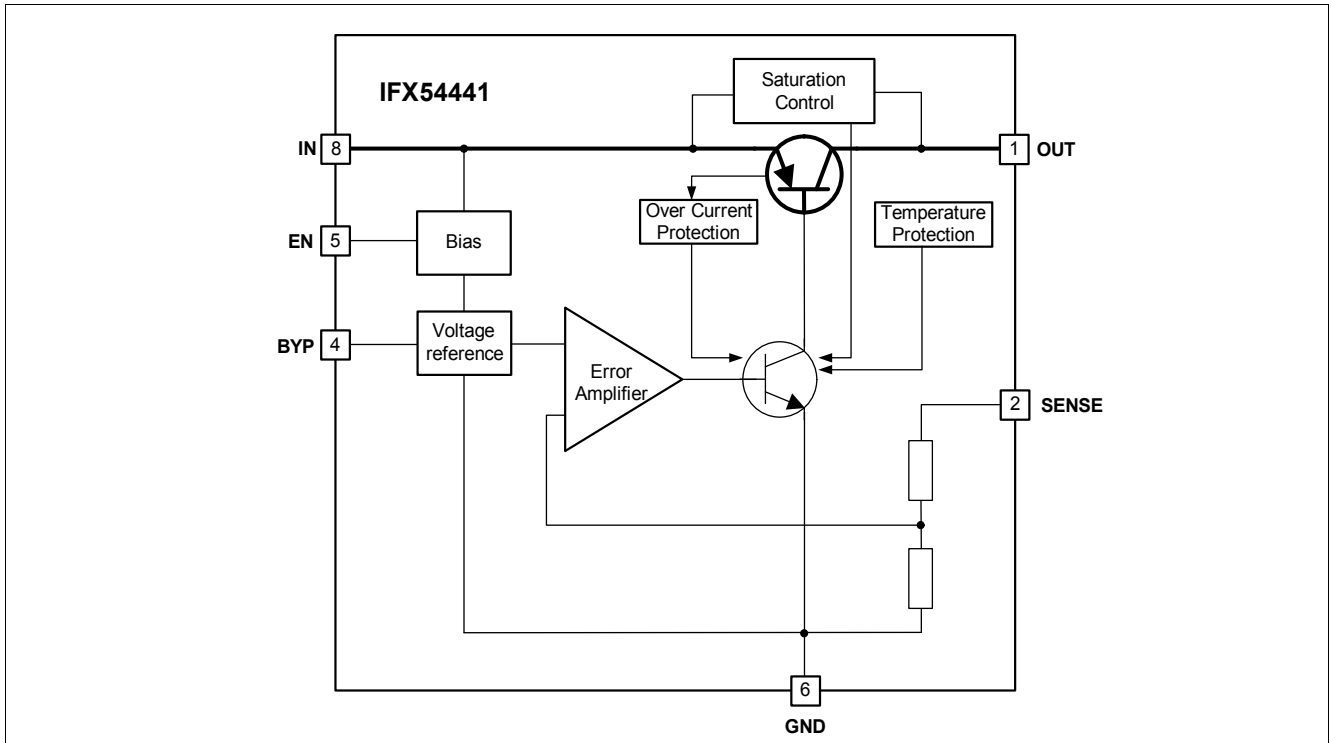 IFX54441
Saturation
Control
IN
8
1
OUT
Over Current
Protection
Temperature
Protection
EN
5
Bias
BYP
4
Voltage
reference
Error
Amplifier
2
SENSE
6
GND